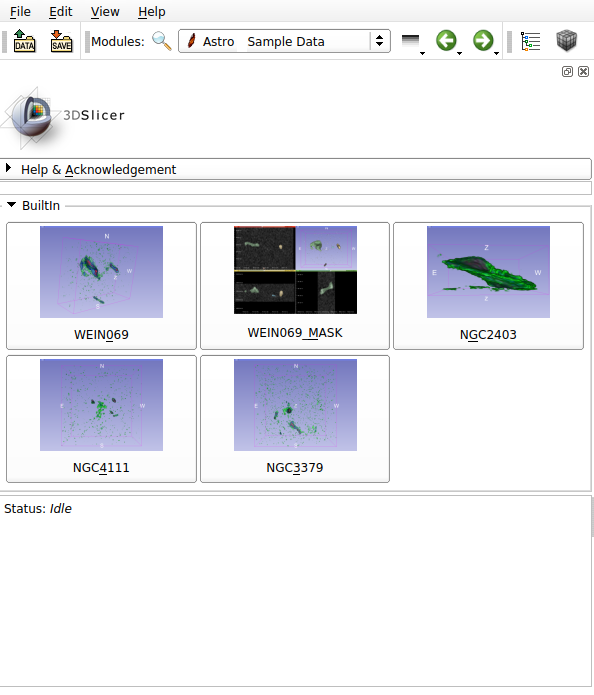 File Edit View Help
DATA SAVE Modules: Astro Sample Data
3DSlicer
Help & Acknowledgement
BuiltIn
N
W
Z
S
Z
E W
Z
WEIN069 WEIN069_MASK NGC2403
N
E W
N
E Z W
S
NGC4111 NGC3379
Status: Idle